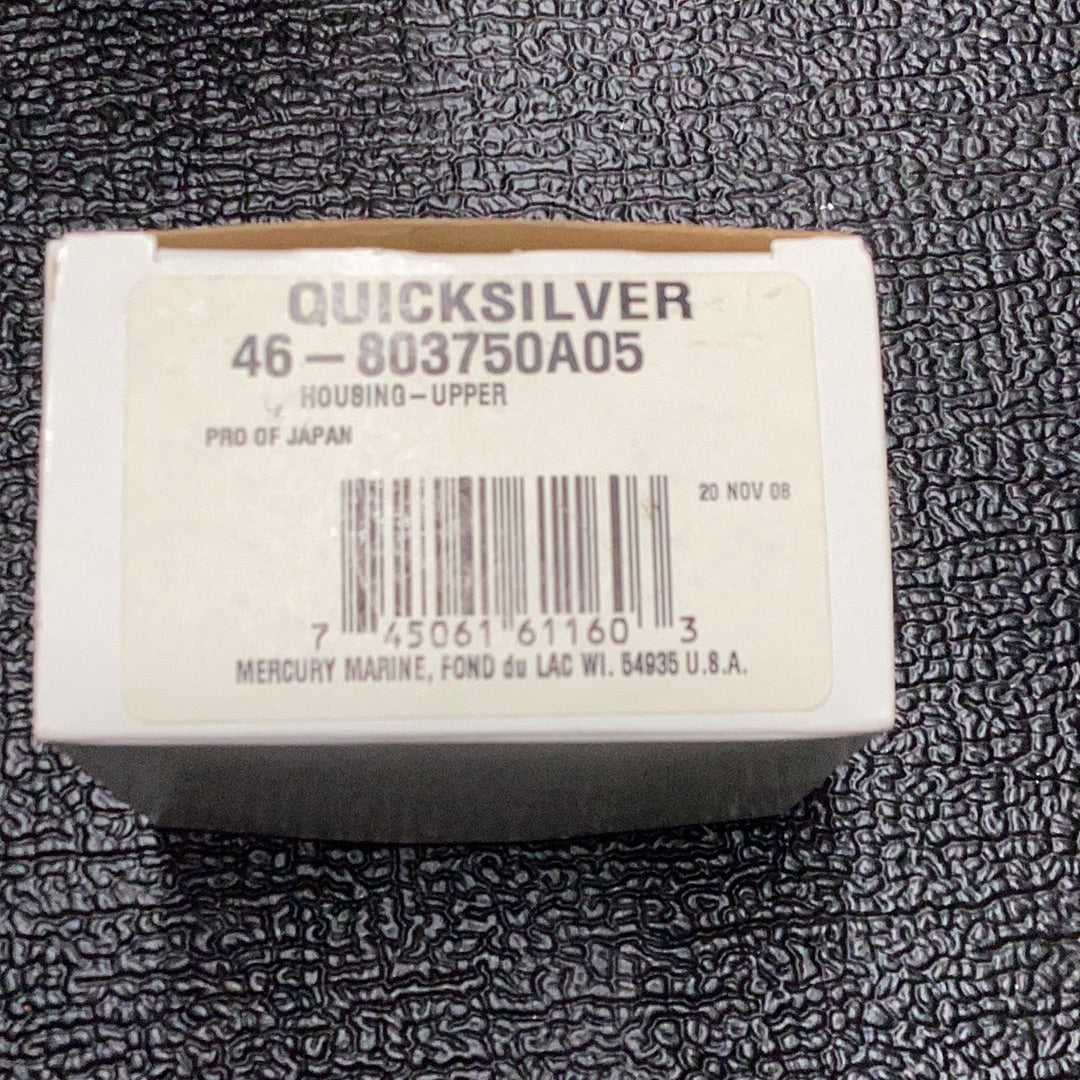 QUICKSILVER
46-803750A05
HOUSING-UPPER
PRD OF JAPAN
20 NOV 08
7 45061 61160 3
MERCURY MARINE, FOND du LAC WI. 54935 U.S.A.